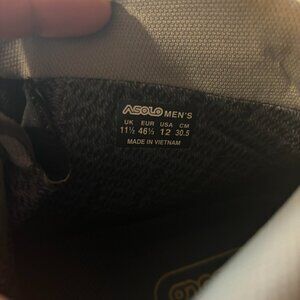 ASOLO MEN'S
UK EUR USA CM
11½ 46½ 12 30.5
MADE IN VIETNAM